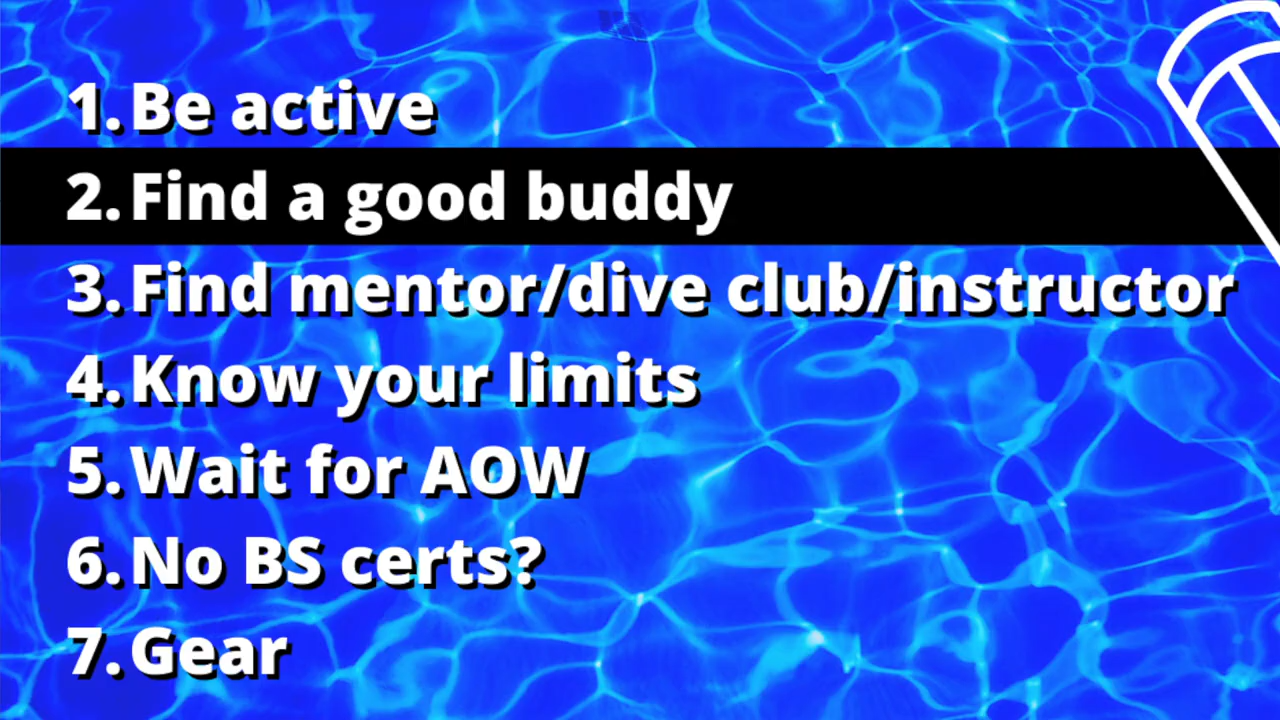 1. Be active
2. Find a good buddy
3. Find mentor/dive club/instructor
4. Know your limits
5. Wait for AOW
6. No BS certs?
7. Gear